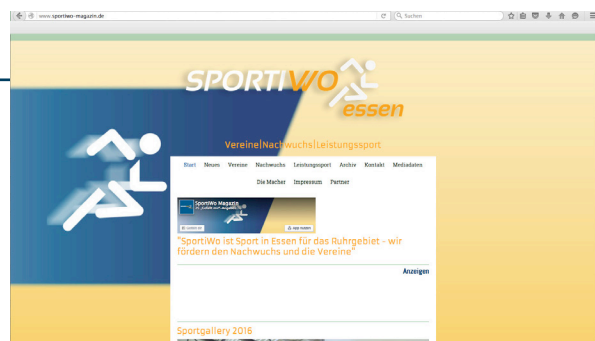 www.sportiwo-magazin.de
Suchen
SPORTIWO
essen
Vereine|Nachwuchs|Leistungssport
Start Neues Vereine Nachwuchs Leistungssport Archiv Kontakt Mediadaten
Die Macher Impressum Partner
SportiWo Magazin
"SportiWo ist Sport in Essen für das Ruhrgebiet - wir
fördern den Nachwuchs und die Vereine"
Anzeigen
Sportgallery 2016